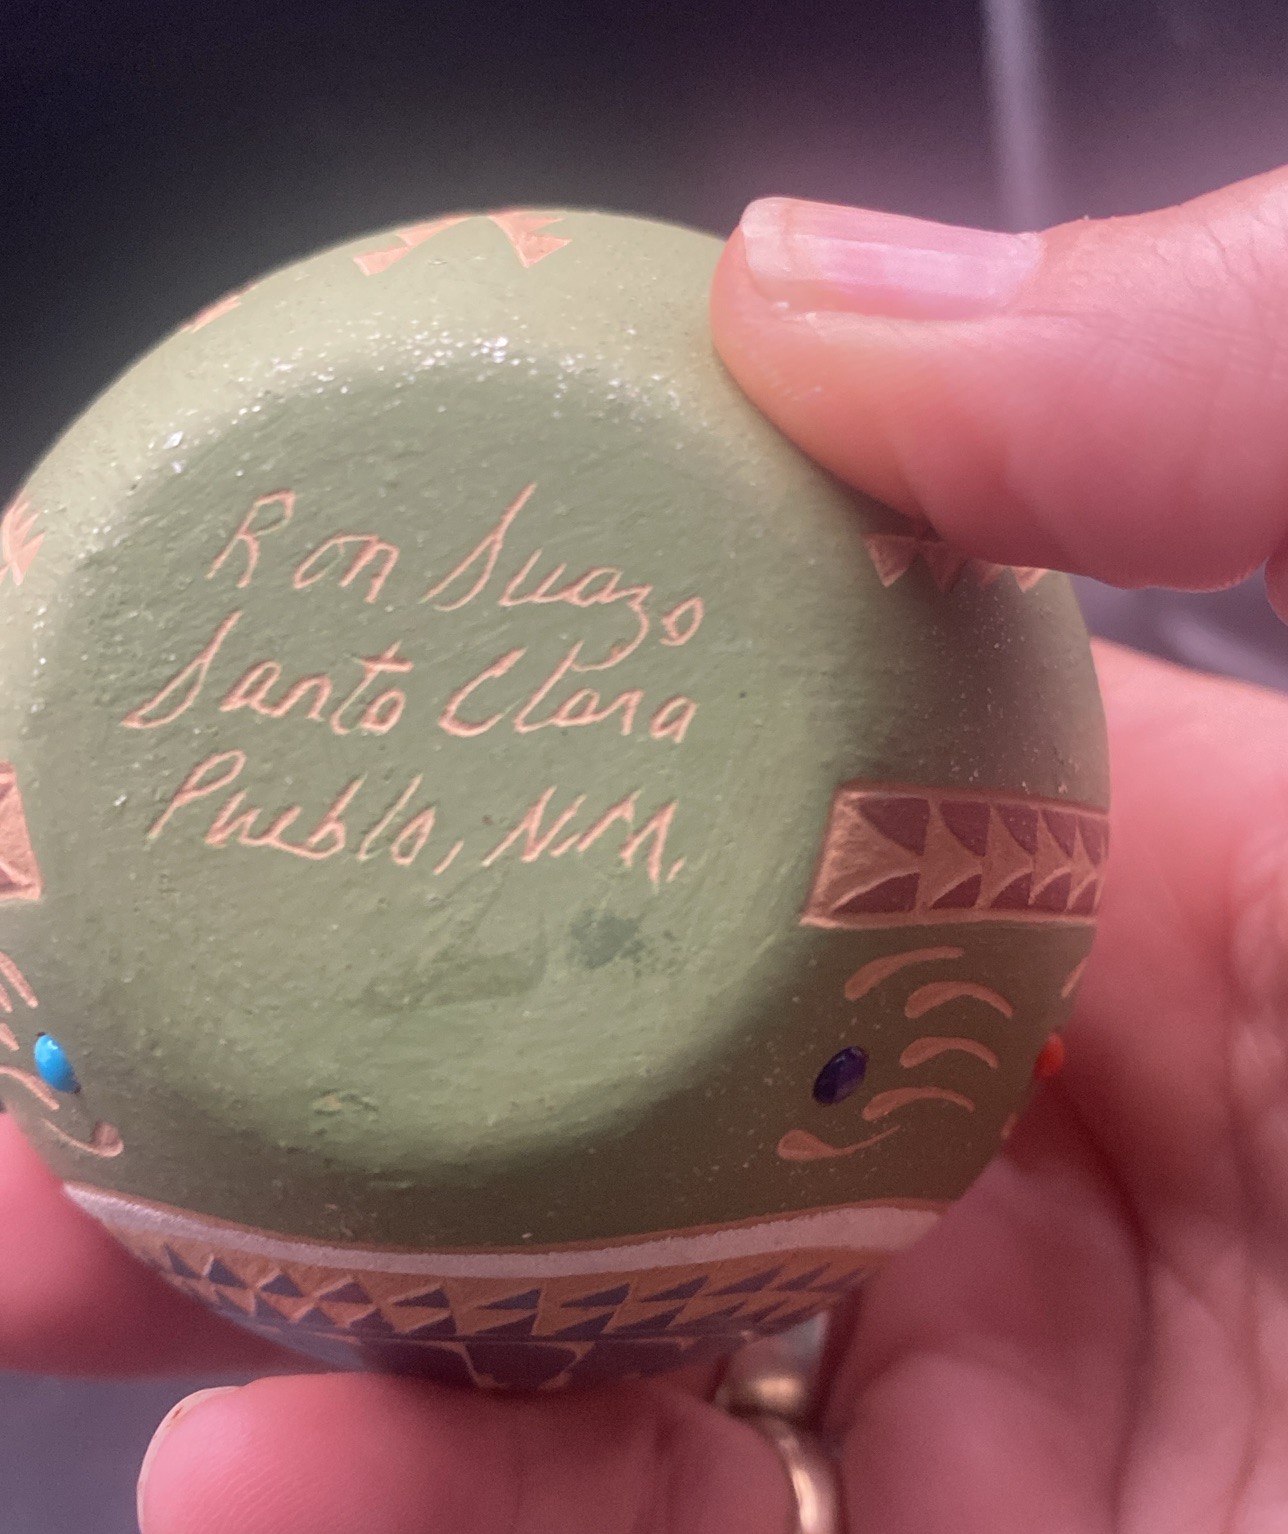 Ron Suazo
Santa Clara
Pueblo, N.M.